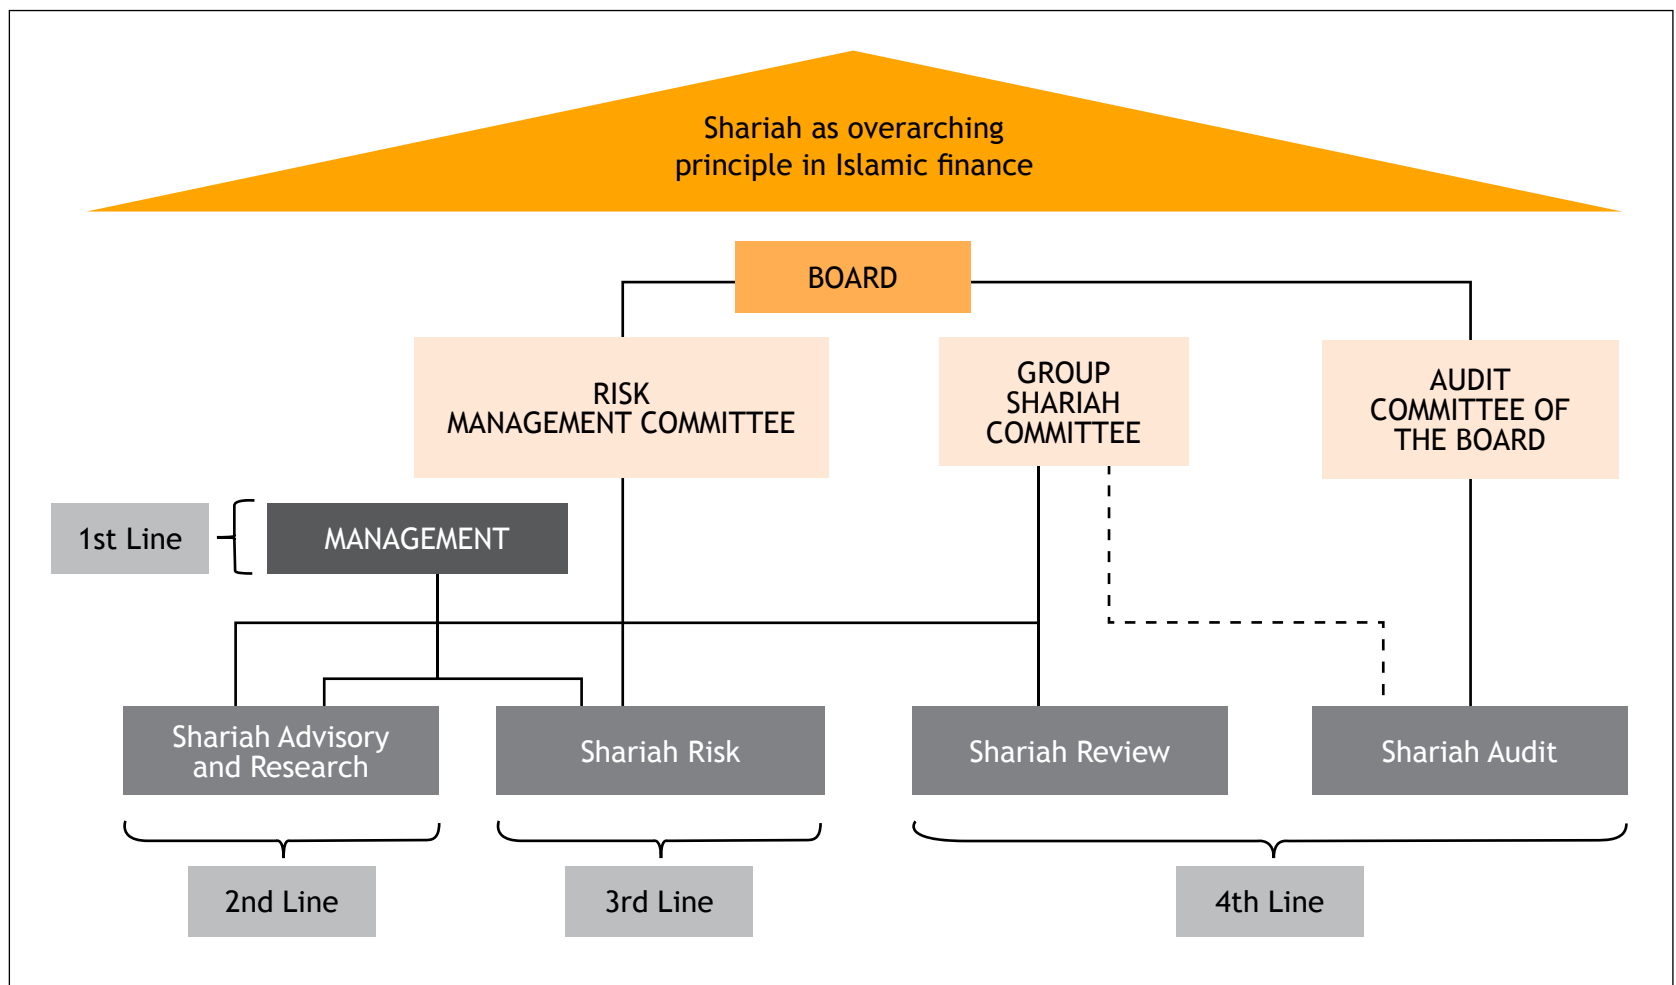 Shariah as overarching
principle in Islamic finance
BOARD
RISK
MANAGEMENT COMMITTEE
GROUP
SHARIAH
COMMITTEE
AUDIT
COMMITTEE OF
THE BOARD
1st Line
MANAGEMENT
Shariah Advisory
and Research
Shariah Risk
Shariah Review
Shariah Audit
2nd Line
3rd Line
4th Line